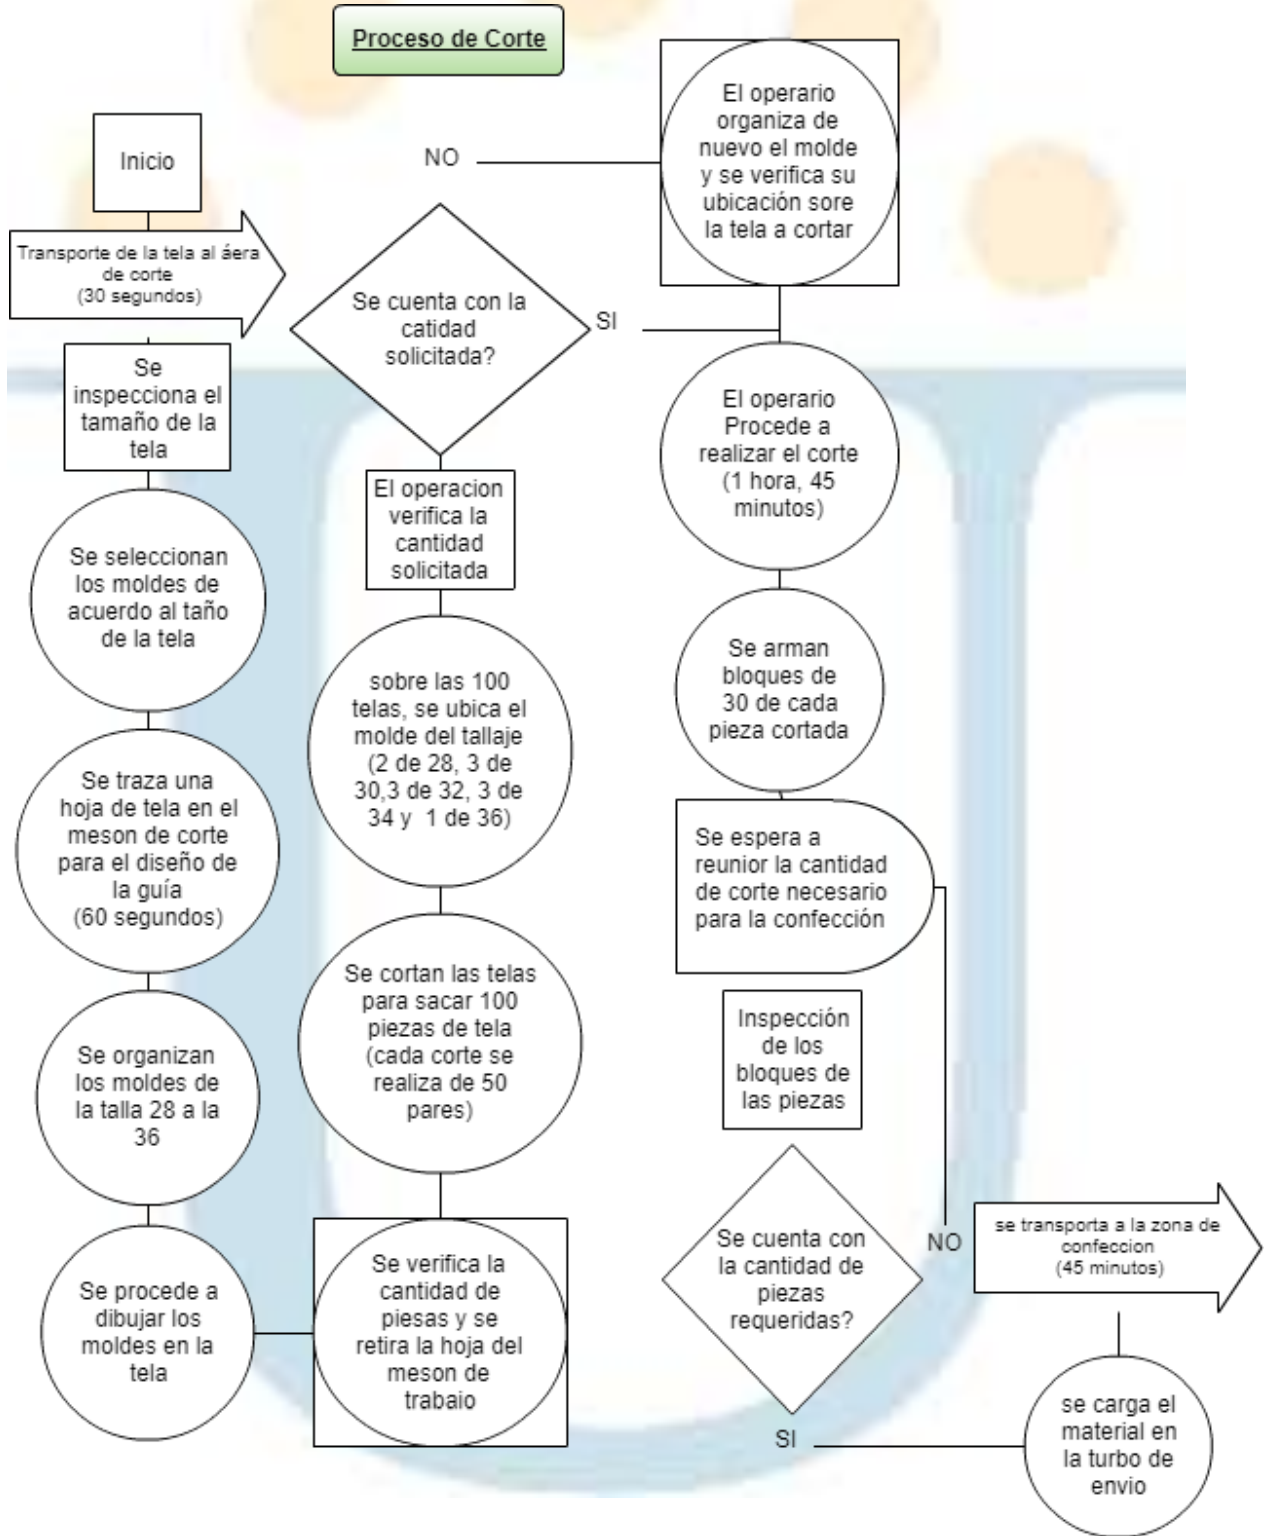 Proceso de Corte
Inicio
Transporte de la tela al áera
de corte
(30 segundos)
Se
inspecciona el
tamaño de la
tela
Se seleccionan
los moldes de
acuerdo al taño
de la tela
Se traza una
hoja de tela en el
meson de corte
para el diseño de
la guía
(60 segundos)
Se organizan
los moldes de
la talla 28 a la
36
Se procede a
dibujar los
moldes en la
tela
Se verifica la
cantidad de
piesas y se
retira la hoja del
meson de
trabaio
Se cortan las telas
para sacar 100
piezas de tela
(cada corte se
realiza de 50
pares)
sobre las 100
telas, se ubica el
molde del tallaje
(2 de 28, 3 de
30,3 de 32, 3 de
34 y 1 de 36)
El operacion
verifica la
cantidad
solicitada
Se cuenta con la
catidad
solicitada?
NO
SI
El operario
organiza de
nuevo el molde
y se verifica su
ubicación sore
la tela a cortar
El operario
Procede a
realizar el corte
(1 hora, 45
minutos)
Se arman
bloques de
30 de cada
pieza cortada
Se espera a
reunior la cantidad
de corte necesario
para la confección
Inspección
de los
bloques de
las piezas
Se cuenta con
la cantidad de
piezas
requeridas?
NO
SI
se carga el
material en
la turbo de
envio
se transporta a la zona de
confeccion
(45 minutos)